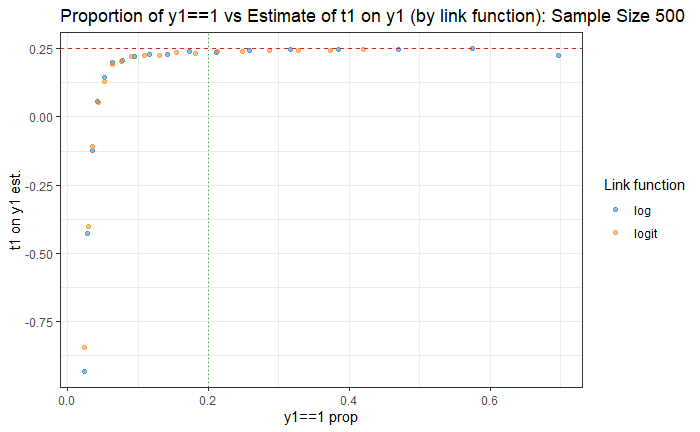 Proportion of y1==1 vs Estimate of t1 on y1 (by link function): Sample Size 500
0.25
0.00
-0.25
-0.50
-0.75
t1 on y1 est.
0.0 0.2 0.4 0.6
y1==1 prop
Link function
log
logit